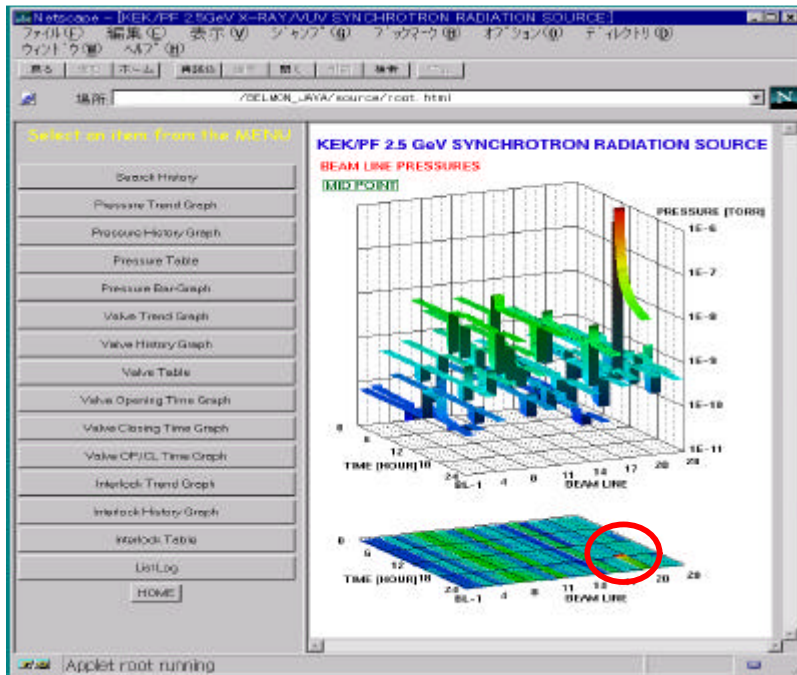 Netscape - [KEK/PF 2.5GeV X-RAY/VUV SYNCHROTRON RADIATION SOURCE]
ファイル(F) 編集(E) 表示(V) ジャンプ(G) ブックマーク(B) オプション(O) ディレクトリ(D)
ウィンドウ(W) ヘルプ(H)
戻る ホーム 再読込 開く 検索
場所: /BELMON_JAVA/source/root.html
Select an item from the MENU
Search History
Pressure Trend Graph
Pressure History Graph
Pressure Table
Pressure Bar-Graph
Valve Trend Graph
Valve History Graph
Valve Table
Valve Opening Time Graph
Valve Closing Time Graph
Valve OP/CL Time Graph
Interlock Trend Graph
Interlock History Graph
Interlock Table
ListLog
HOME
KEK/PF 2.5 GeV SYNCHROTRON RADIATION SOURCE
BEAM LINE PRESSURES
MID POINT
PRESSURE [TORR]
1E-6
1E-7
1E-8
1E-9
1E-10
1E-11
0 6 12 18 24
TIME [HOUR]
BL-1 4 8 11 14 17 20 28
BEAM LINE
0 6 12 18 24
TIME [HOUR]
BL-1 4 8 11 14 20 28
BEAM LINE
Applet root running